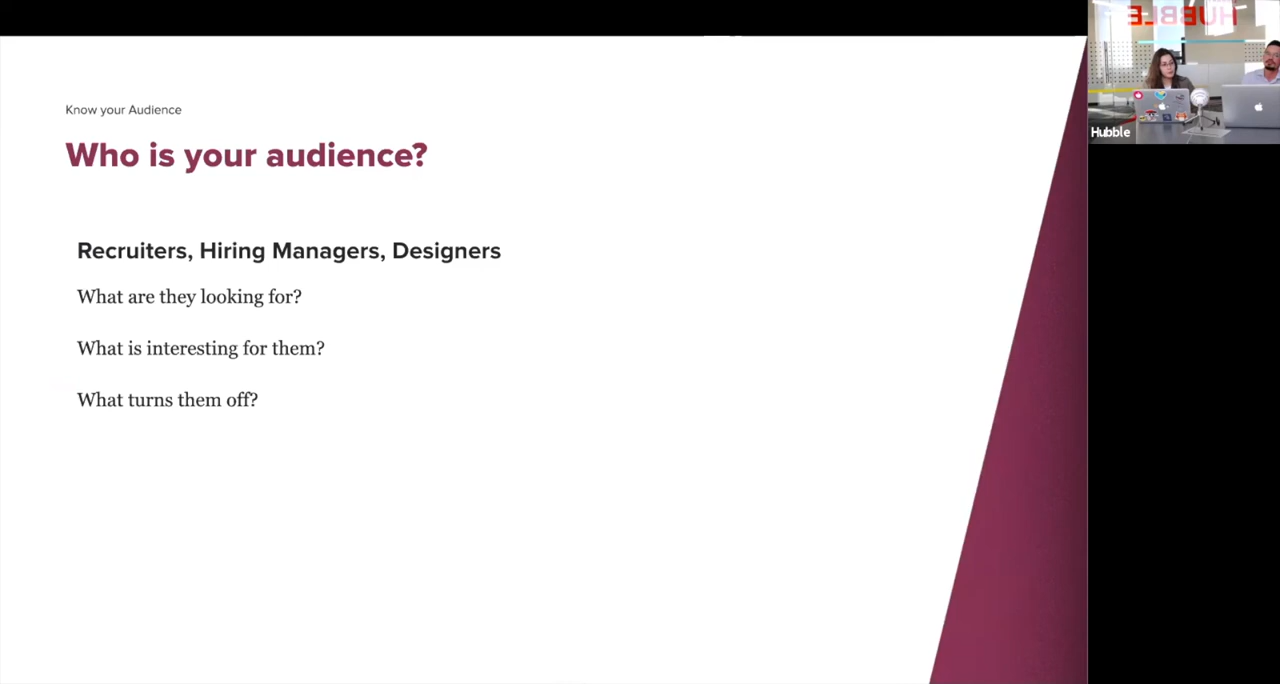 Know your Audience
Who is your audience?
Recruiters, Hiring Managers, Designers
What are they looking for?
What is interesting for them?
What turns them off?
HUBBLE
Hubble